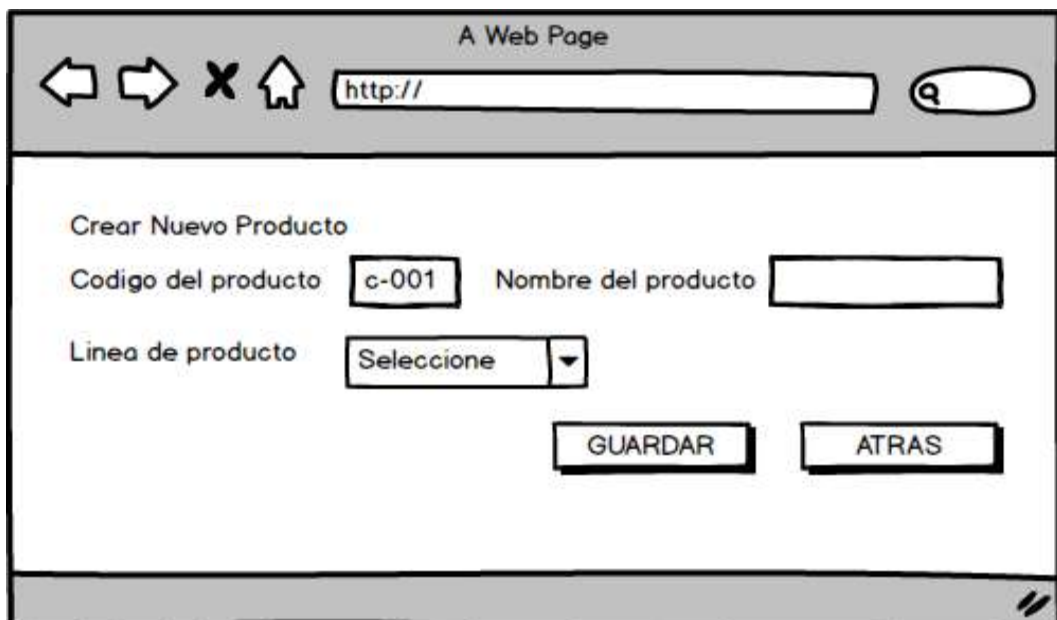 A Web Page
http://
Crear Nuevo Producto
Codigo del producto c-001 Nombre del producto
Linea de producto Seleccione
GUARDAR ATRAS